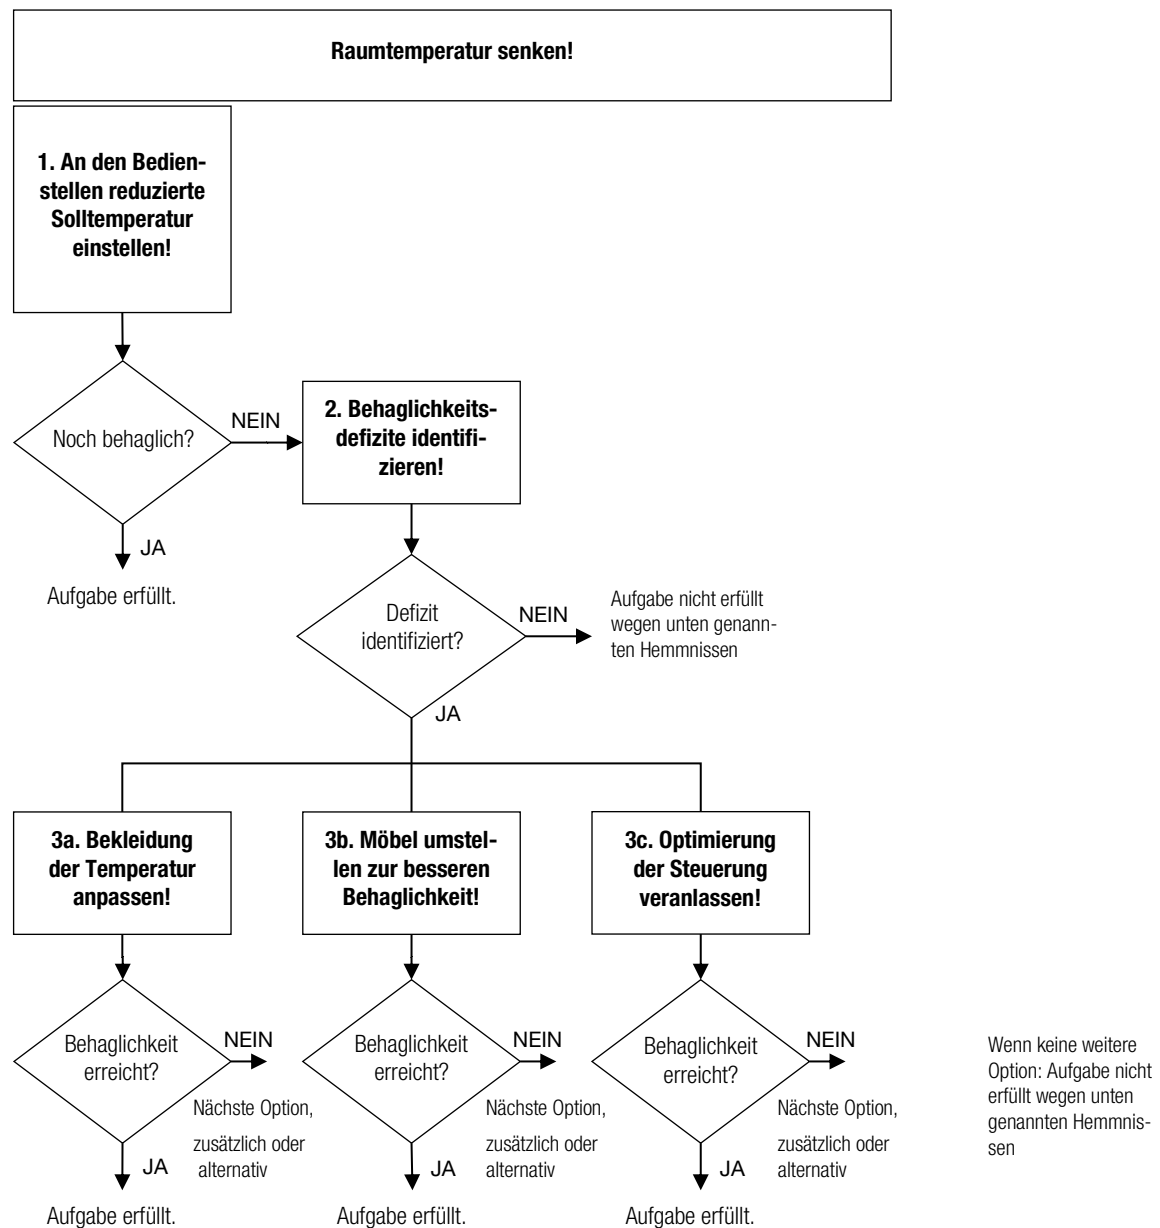 Raumtemperatur senken!
1. An den Bedien-
stellen reduzierte
Solltemperatur
einstellen!
Noch behaglich?
NEIN
JA
Aufgabe erfüllt.
2. Behaglichkeits-
defizite identifi-
zieren!
Defizit
identifiziert?
NEIN
Aufgabe nicht erfüllt
wegen unten genann-
ten Hemmnissen
JA
3a. Bekleidung
der Temperatur
anpassen!
Behaglichkeit
erreicht?
NEIN
Nächste Option,
zusätzlich oder
alternativ
JA
Aufgabe erfüllt.
3b. Möbel umstel-
len zur besseren
Behaglichkeit!
Behaglichkeit
erreicht?
NEIN
Nächste Option,
zusätzlich oder
alternativ
JA
Aufgabe erfüllt.
3c. Optimierung
der Steuerung
veranlassen!
Behaglichkeit
erreicht?
NEIN
Nächste Option,
zusätzlich oder
alternativ
JA
Aufgabe erfüllt.
Wenn keine weitere
Option: Aufgabe nicht
erfüllt wegen unten
genannten Hemmnis-
sen